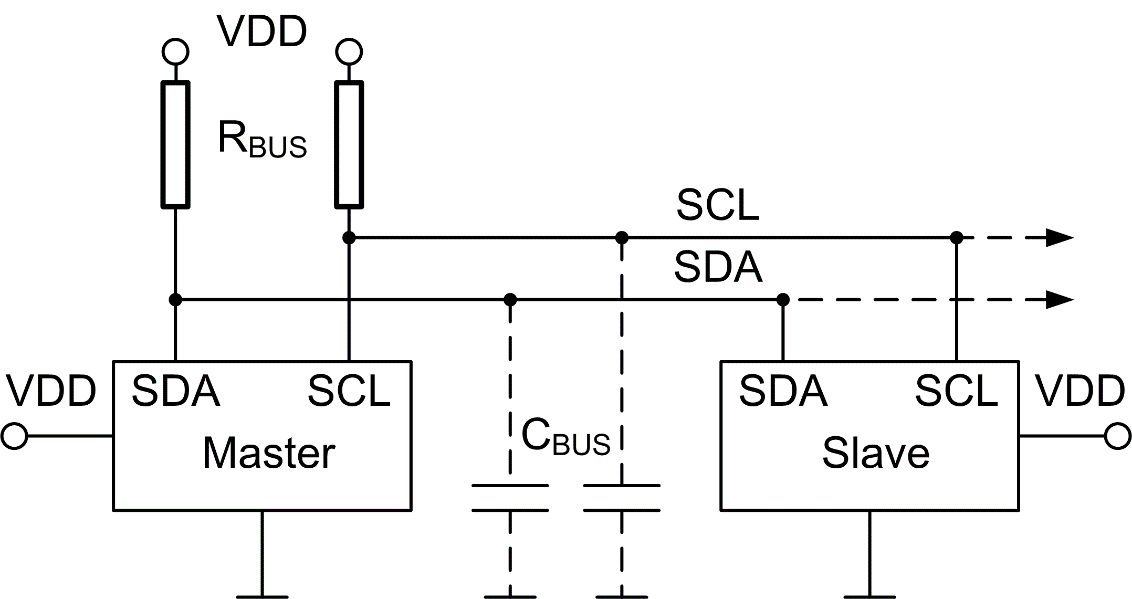 VDD
RBUS
SCL
SDA
VDD SDA SCL SDA SCL VDD
CBUS
Master Slave